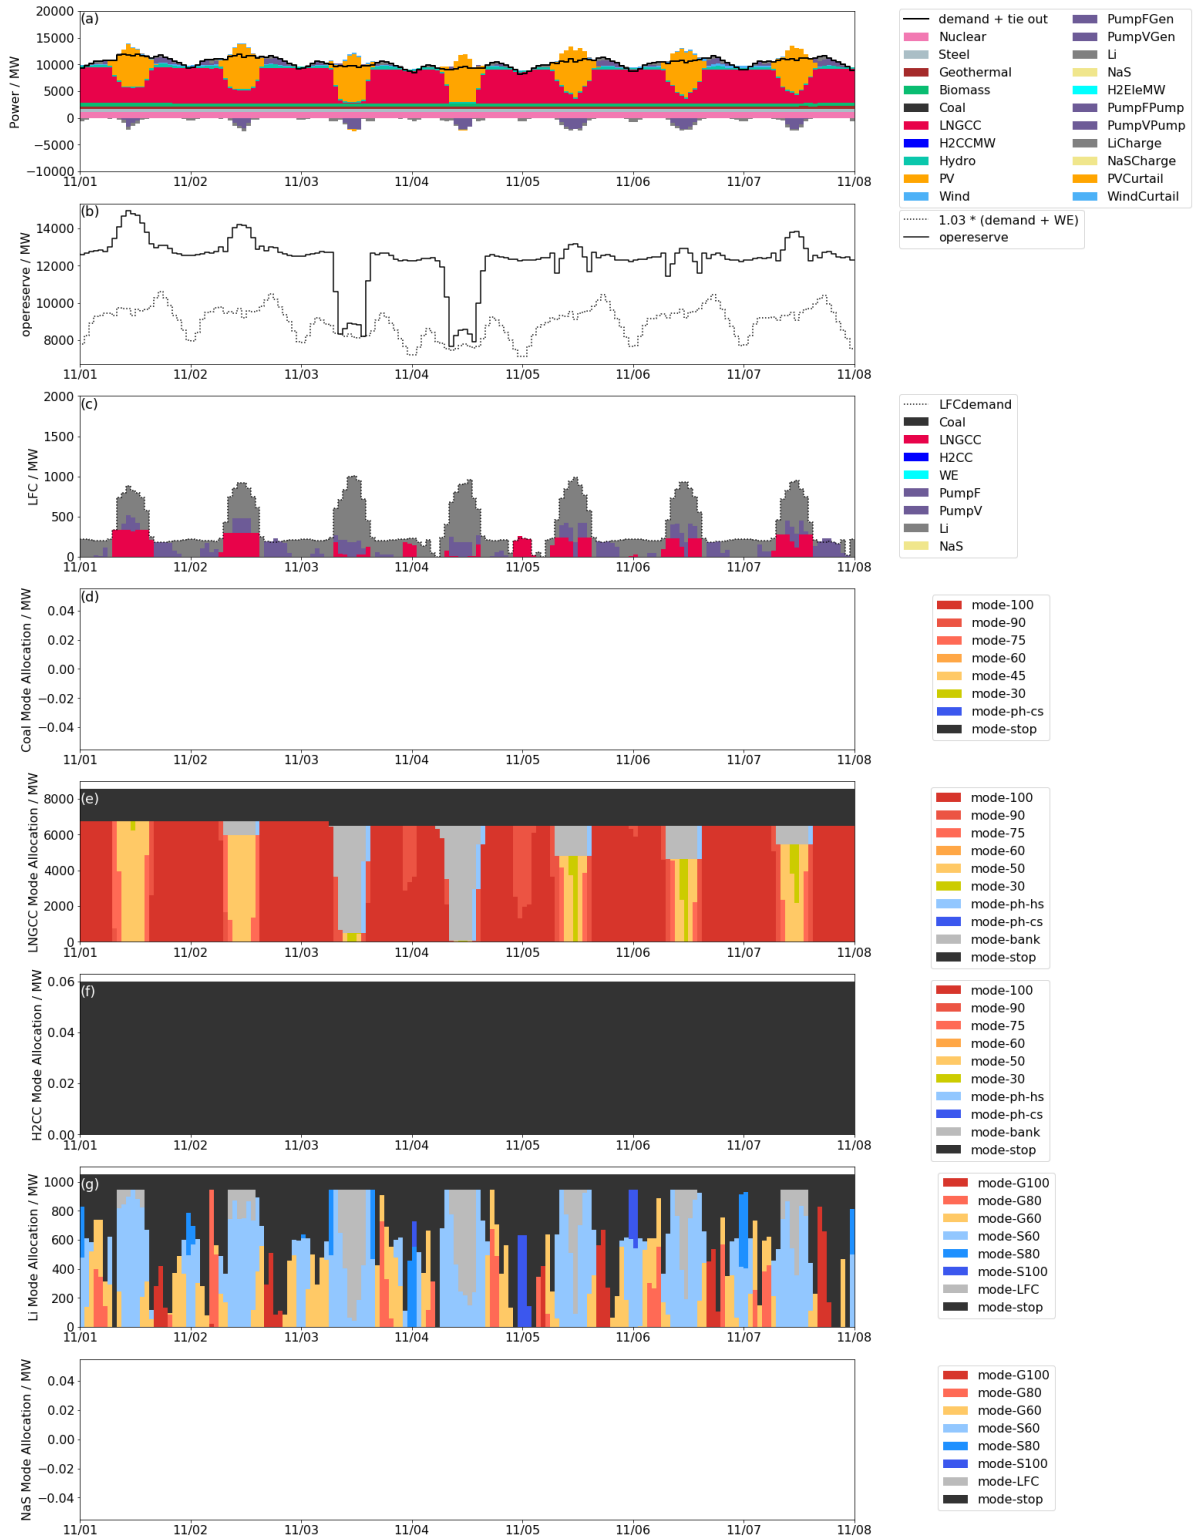 (a)
Power / MW
20000
15000
10000
5000
0
−5000
−10000
11/01 11/02 11/03 11/04 11/05 11/06 11/07 11/08
demand + tie out
Nuclear
Steel
Geothermal
Biomass
Coal
LNGCC
H2CCMW
Hydro
PV
Wind
PumpFGen
PumpVGen
Li
NaS
H2EleMW
PumpFPump
PumpVPump
LiCharge
NaSCharge
PVCurtail
WindCurtail
(b)
opereserve / MW
14000
12000
10000
8000
11/01 11/02 11/03 11/04 11/05 11/06 11/07 11/08
1.03 * (demand + WE)
opereserve
(c)
LFC / MW
2000
1500
1000
500
0
11/01 11/02 11/03 11/04 11/05 11/06 11/07 11/08
LFCdemand
Coal
LNGCC
H2CC
WE
PumpF
PumpV
Li
NaS
(d)
Coal Mode Allocation / MW
0.04
0.02
0.00
−0.02
−0.04
11/01 11/02 11/03 11/04 11/05 11/06 11/07 11/08
mode-100
mode-90
mode-75
mode-60
mode-45
mode-30
mode-ph-cs
mode-stop
(e)
LNGCC Mode Allocation / MW
8000
6000
4000
2000
0
11/01 11/02 11/03 11/04 11/05 11/06 11/07 11/08
mode-100
mode-90
mode-75
mode-60
mode-50
mode-30
mode-ph-hs
mode-ph-cs
mode-bank
mode-stop
(f)
H2CC Mode Allocation / MW
0.06
0.04
0.02
0.00
11/01 11/02 11/03 11/04 11/05 11/06 11/07 11/08
mode-100
mode-90
mode-75
mode-60
mode-50
mode-30
mode-ph-hs
mode-ph-cs
mode-bank
mode-stop
(g)
Li Mode Allocation / MW
1000
800
600
400
200
0
11/01 11/02 11/03 11/04 11/05 11/06 11/07 11/08
mode-G100
mode-G80
mode-G60
mode-S60
mode-S80
mode-S100
mode-LFC
mode-stop
NaS Mode Allocation / MW
0.04
0.02
0.00
−0.02
−0.04
11/01 11/02 11/03 11/04 11/05 11/06 11/07 11/08
mode-G100
mode-G80
mode-G60
mode-S60
mode-S80
mode-S100
mode-LFC
mode-stop